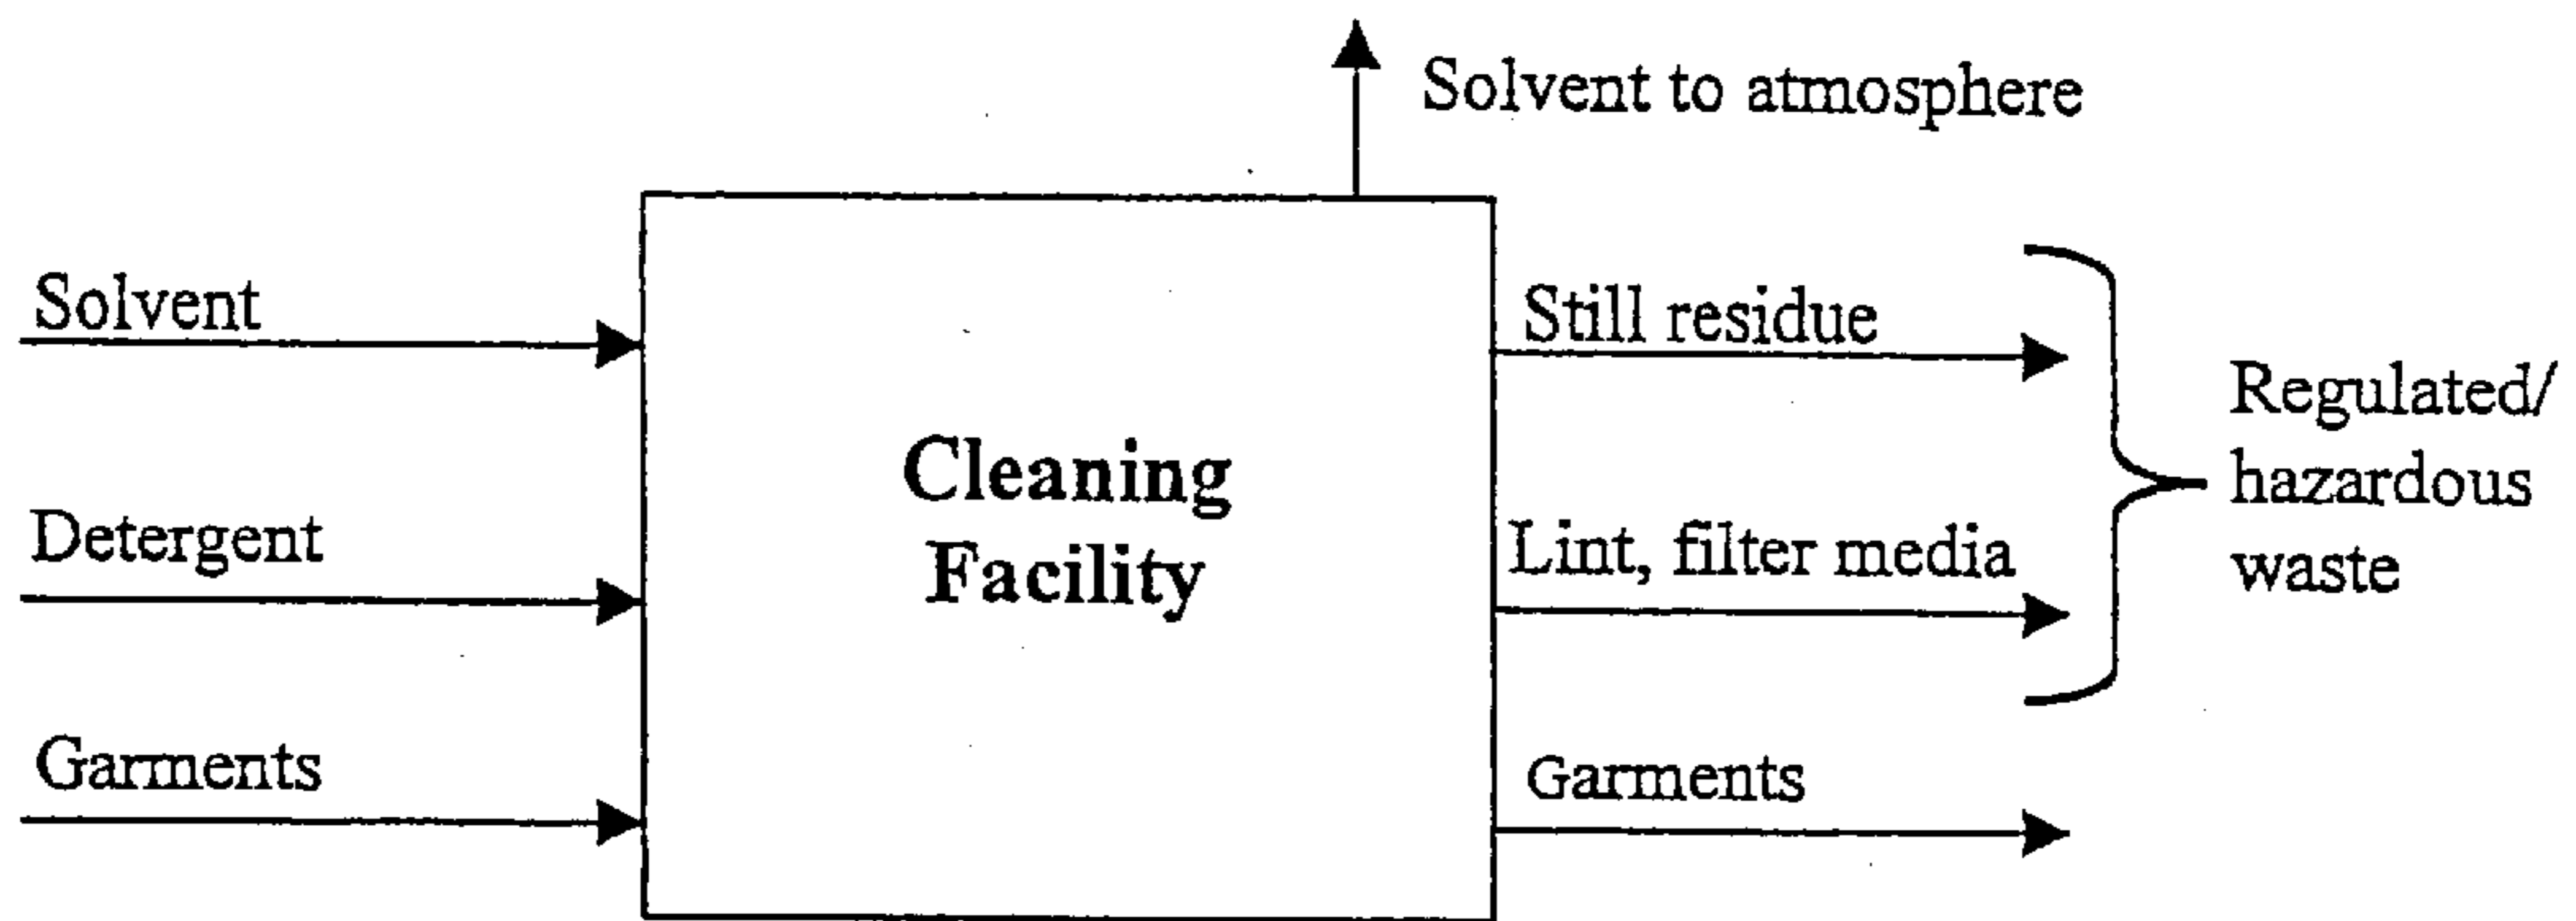 Solvent to atmosphere
Solvent
Detergent
Garments
Cleaning
Facility
Still residue
Lint, filter media
Garments
Regulated/
hazardous
waste